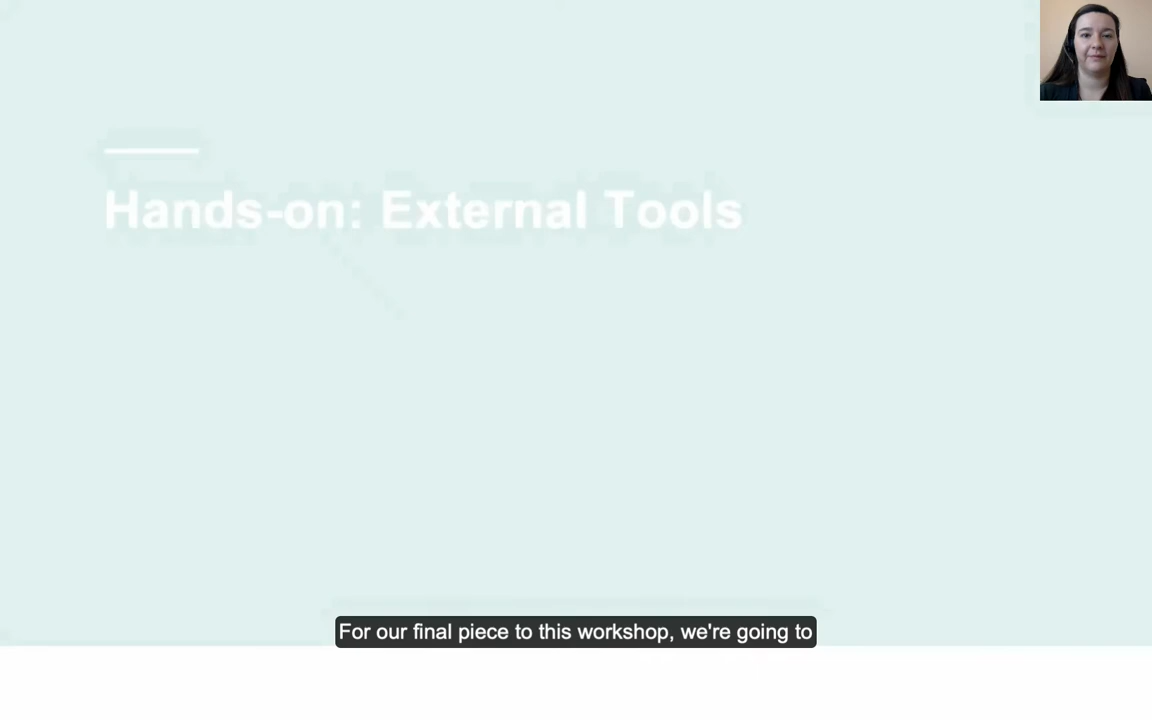 Hands-on: External Tools
For our final piece to this workshop, we're going to